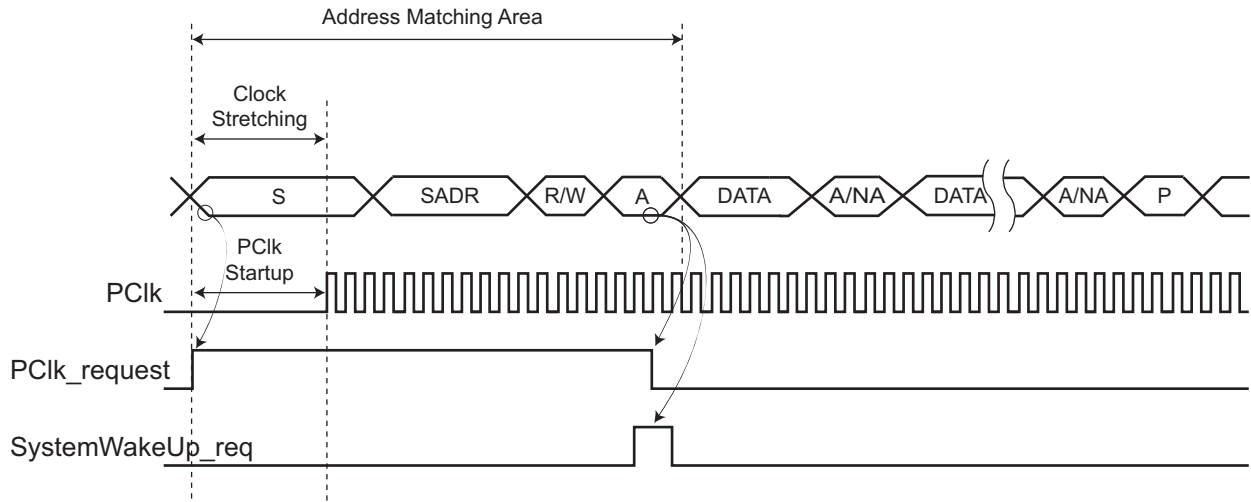 Address Matching Area
Clock
Stretching
S SADR R/W A DATA A/NA DATA A/NA P
PClk
Startup
PClk
PClk_request
SystemWakeUp_req